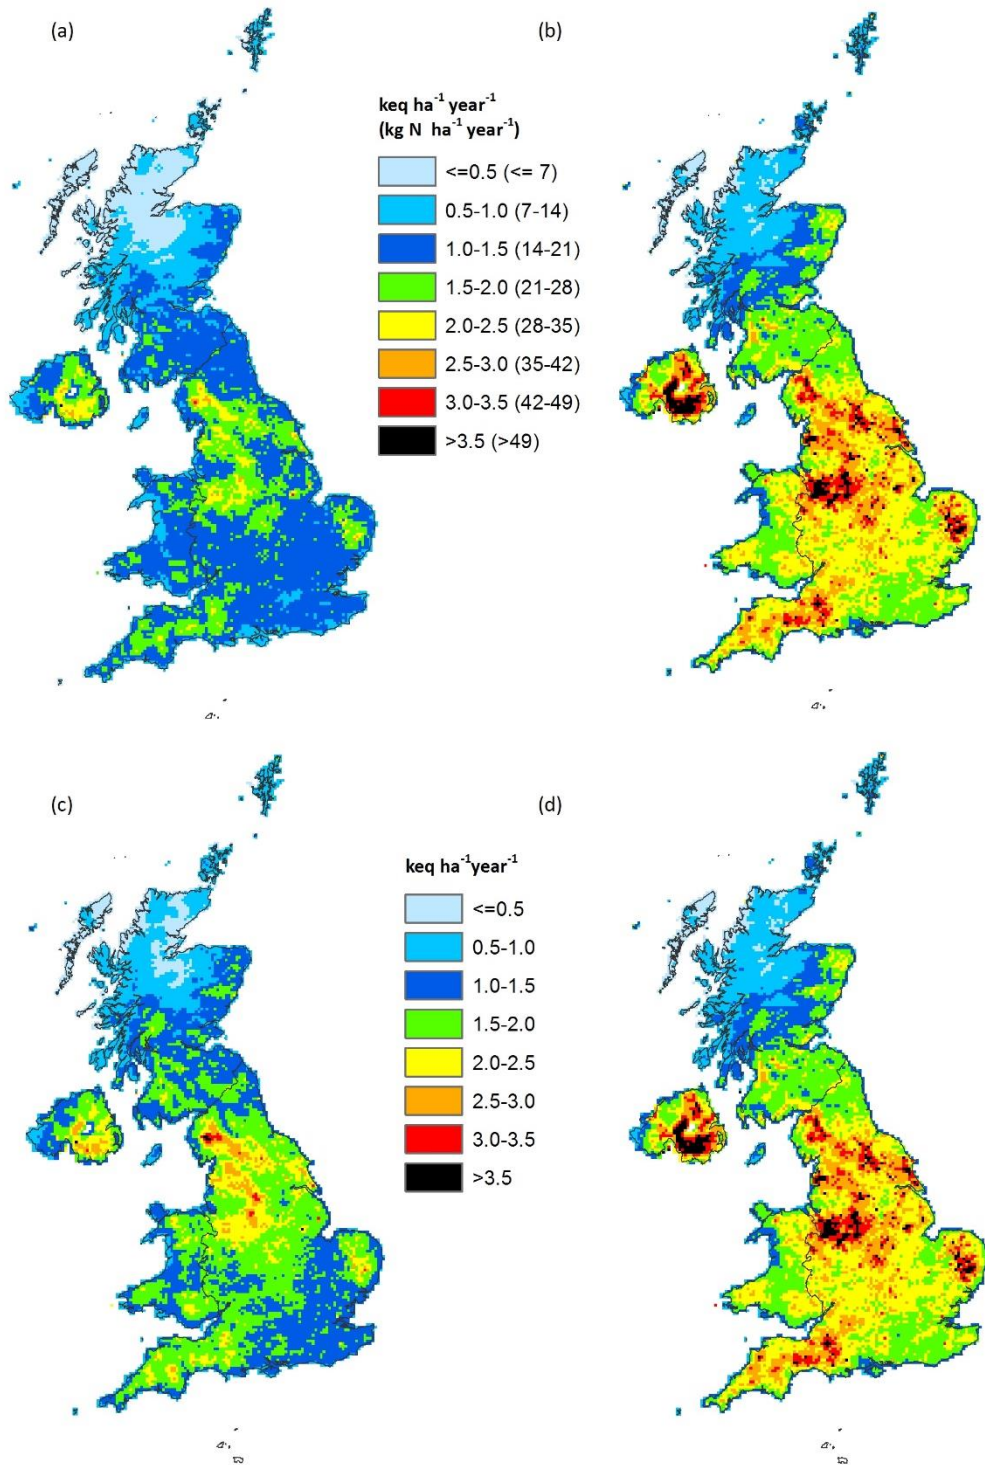 (a)
(b)
keq ha⁻¹ year⁻¹
(kg N ha⁻¹ year⁻¹)
<=0.5 (<= 7)
0.5-1.0 (7-14)
1.0-1.5 (14-21)
1.5-2.0 (21-28)
2.0-2.5 (28-35)
2.5-3.0 (35-42)
3.0-3.5 (42-49)
>3.5 (>49)
(c)
(d)
keq ha⁻¹year⁻¹
<=0.5
0.5-1.0
1.0-1.5
1.5-2.0
2.0-2.5
2.5-3.0
3.0-3.5
>3.5